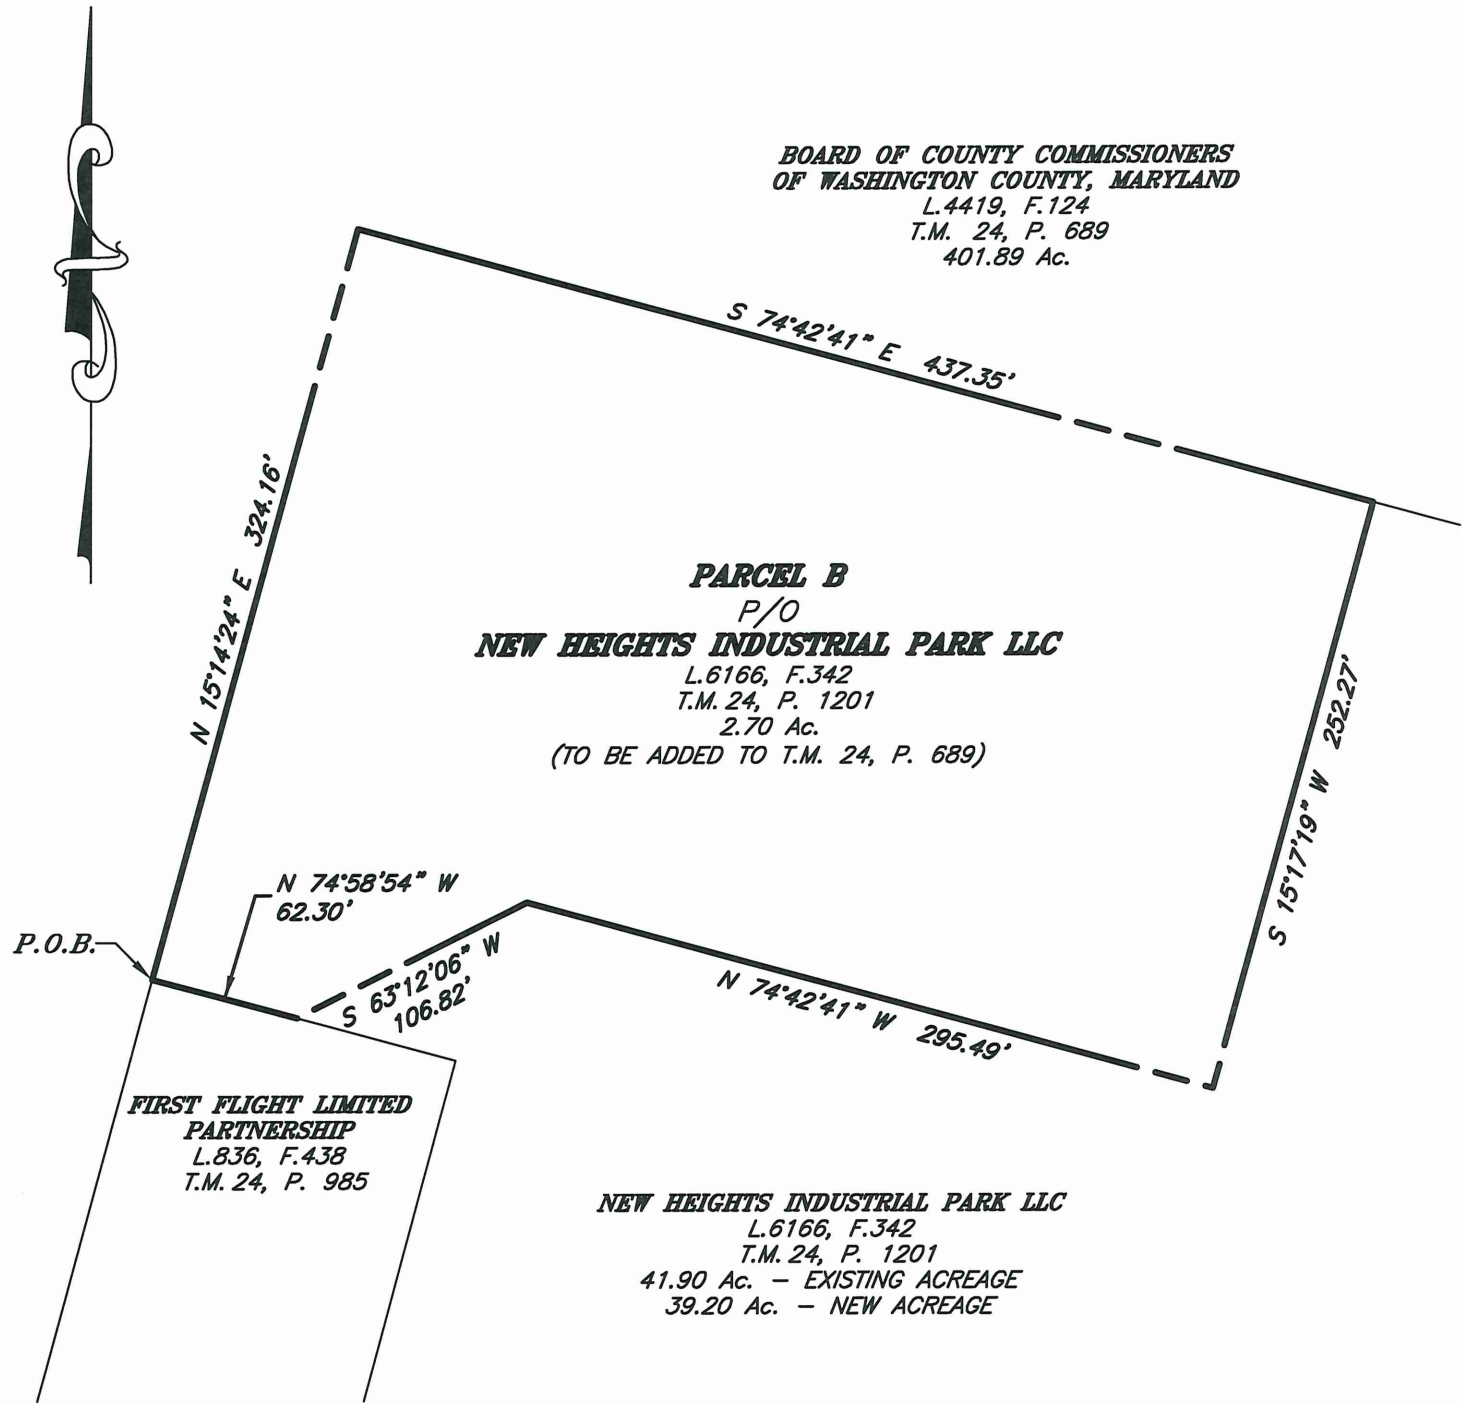 BOARD OF COUNTY COMMISSIONERS
OF WASHINGTON COUNTY, MARYLAND
L.4419, F.124
T.M. 24, P. 689
401.89 Ac.
S 74°42'41" E 437.35'
N 15°14'24" E 324.16'
PARCEL B
P/O
NEW HEIGHTS INDUSTRIAL PARK LLC
L.6166, F.342
T.M. 24, P. 1201
2.70 Ac.
(TO BE ADDED TO T.M. 24, P. 689)
S 15°17'19" W 252.27'
N 74°58'54" W
62.30'
P.O.B.
S 63°12'06" W
106.82'
N 74°42'41" W 295.49'
FIRST FLIGHT LIMITED
PARTNERSHIP
L.836, F.438
T.M. 24, P. 985
NEW HEIGHTS INDUSTRIAL PARK LLC
L.6166, F.342
T.M. 24, P. 1201
41.90 Ac. – EXISTING ACREAGE
39.20 Ac. – NEW ACREAGE